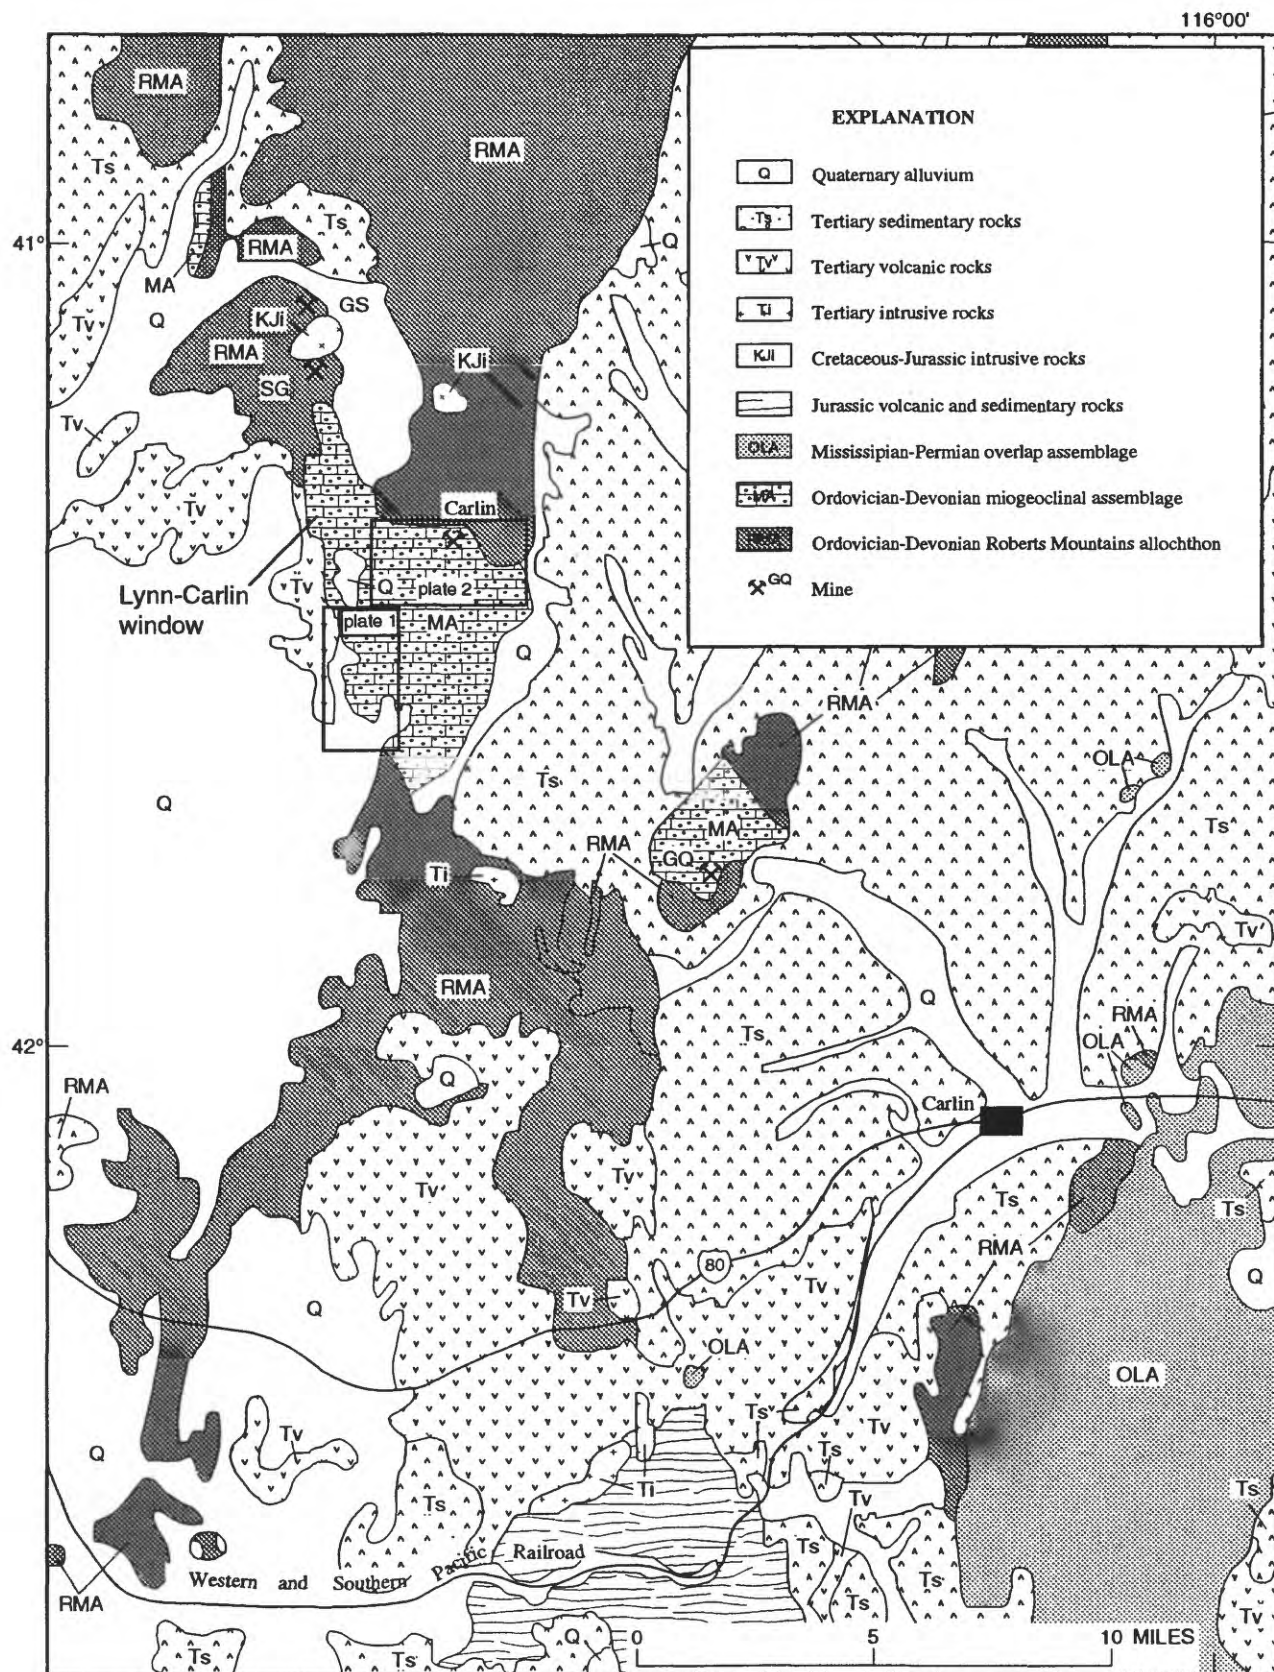 116°00'
RMA
RMA
Ts
Ts
41°
RMA
Q
MA
Q
GS
KJi
Tv
RMA
KJi
SG
Tv
Tv
Carlin
Lynn-Carlin
window
Tv
Q
plate 2
plate 1
MA
Q
EXPLANATION
Q Quaternary alluvium
Ts Tertiary sedimentary rocks
Tv Tertiary volcanic rocks
Ti Tertiary intrusive rocks
KJi Cretaceous-Jurassic intrusive rocks
Jurassic volcanic and sedimentary rocks
OLA Mississipian-Permian overlap assemblage
MA Ordovician-Devonian miogeoclinal assemblage
Ordovician-Devonian Roberts Mountains allochthon
GQ Mine
RMA
OLA
Ts
Q
Ts
MA
RMA
GQ
Ti
Tv
RMA
Q
Ts
RMA
OLA
42°
RMA
Q
Carlin
Tv
Tv
Ts
Ts
RMA
Q
80
Q
Tv
Tv
OLA
OLA
Ts
Tv
Tv
Q
Ts
Ts
Ti
Tv
Ts
Ts
Railroad
Pacific
Western and Southern
Ts
RMA
Ts
Tv
Ts
Ts
Q
0 5 10 MILES